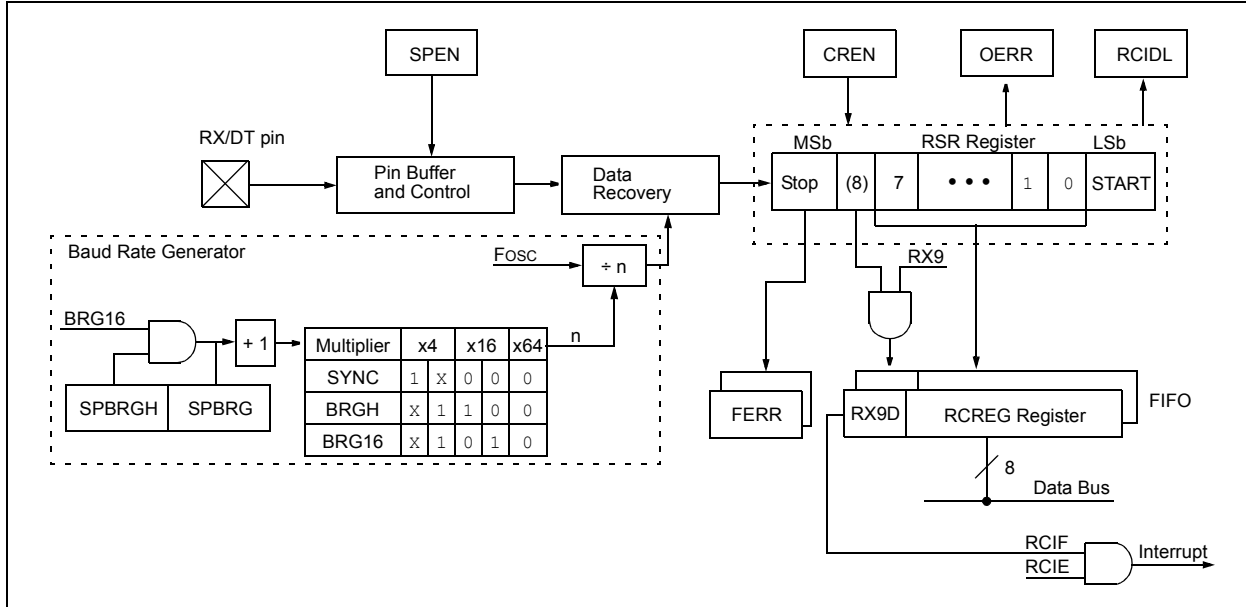 SPEN
CREN
OERR
RCIDL
RX/DT pin
Pin Buffer
and Control
Data
Recovery
MSb
RSR Register
LSb
Stop (8) 7 • • • 1 0 START
Baud Rate Generator
FOSC
÷ n
RX9
BRG16
+ 1
n
SPBRGH SPBRG
Multiplier x4 x16 x64
SYNC 1 X 0 0 0
BRGH X 1 1 0 0
BRG16 X 1 0 1 0
FERR
RX9D RCREG Register
FIFO
8
Data Bus
RCIF
RCIE
Interrupt